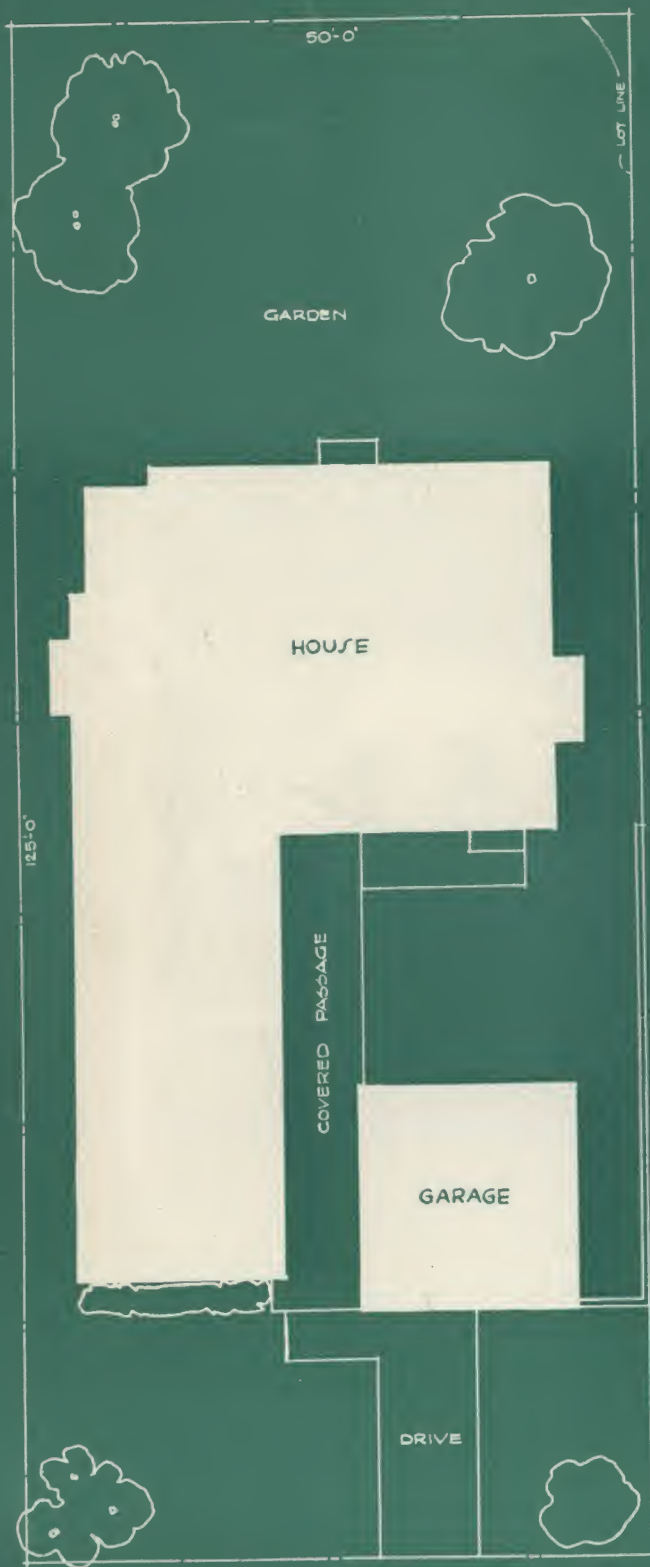 50'-0"
LOT LINE
GARDEN
HOUSE
125'-0"
COVERED PASSAGE
GARAGE
DRIVE